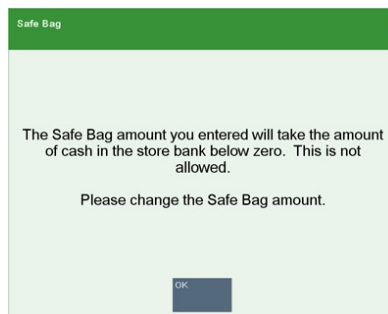 Safe Bag
The Safe Bag amount you entered will take the amount
of cash in the store bank below zero.  This is not
allowed.
Please change the Safe Bag amount.
OK